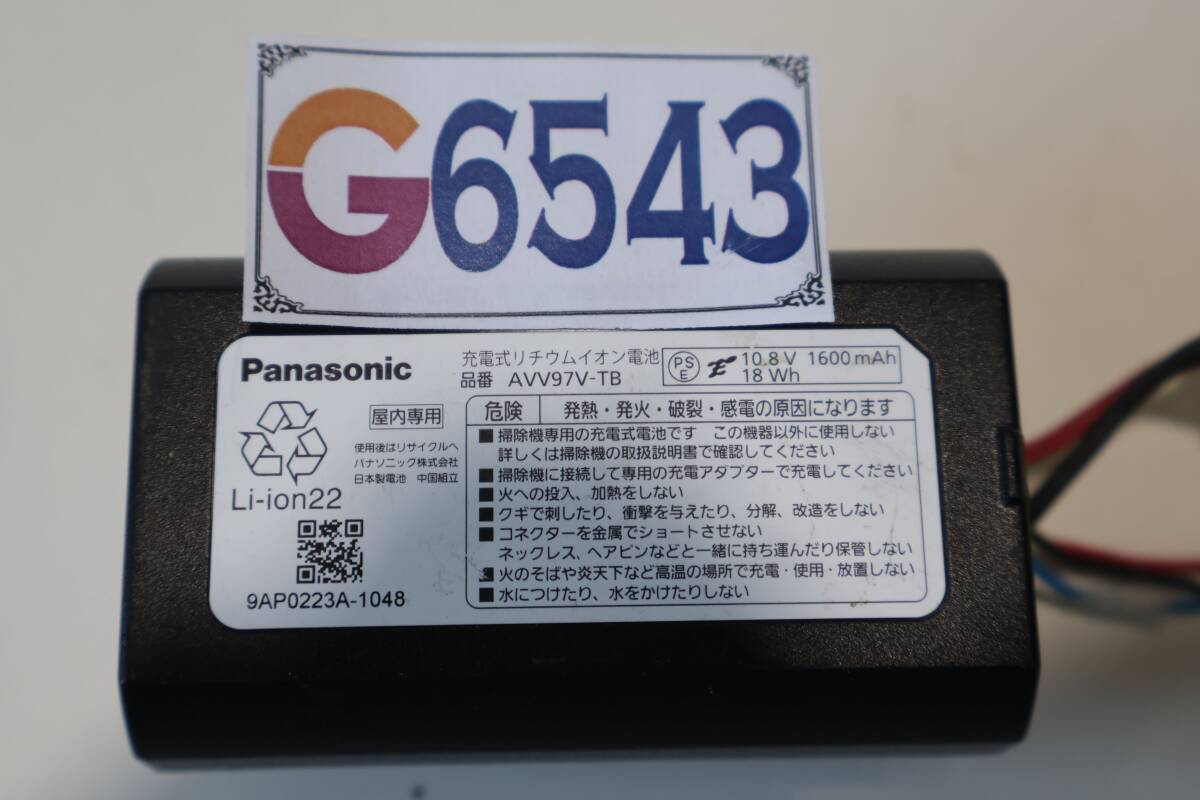 G6543
Panasonic
充電式リチウムイオン電池
品番 AVV97V-TB
PS
E
10.8 V 1600 mAh
18 Wh
屋内専用
使用後はリサイクルへ
パナソニック株式会社
日本製電池 中国組立
Li-ion22
9AP0223A-1048
危険 発熱・発火・破裂・感電の原因になります
■掃除機専用の充電式電池です この機器以外に使用しない
詳しくは掃除機の取扱説明書で確認してください
■掃除機に接続して専用の充電アダプターで充電してください
■火への投入、加熱をしない
■クギで刺したり、衝撃を与えたり、分解、改造をしない
■コネクターを金属でショートさせない
ネックレス、ヘアピンなどと一緒に持ち運んだり保管しない
■火のそばや炎天下など高温の場所で充電・使用・放置しない
■水につけたり、水をかけたりしない